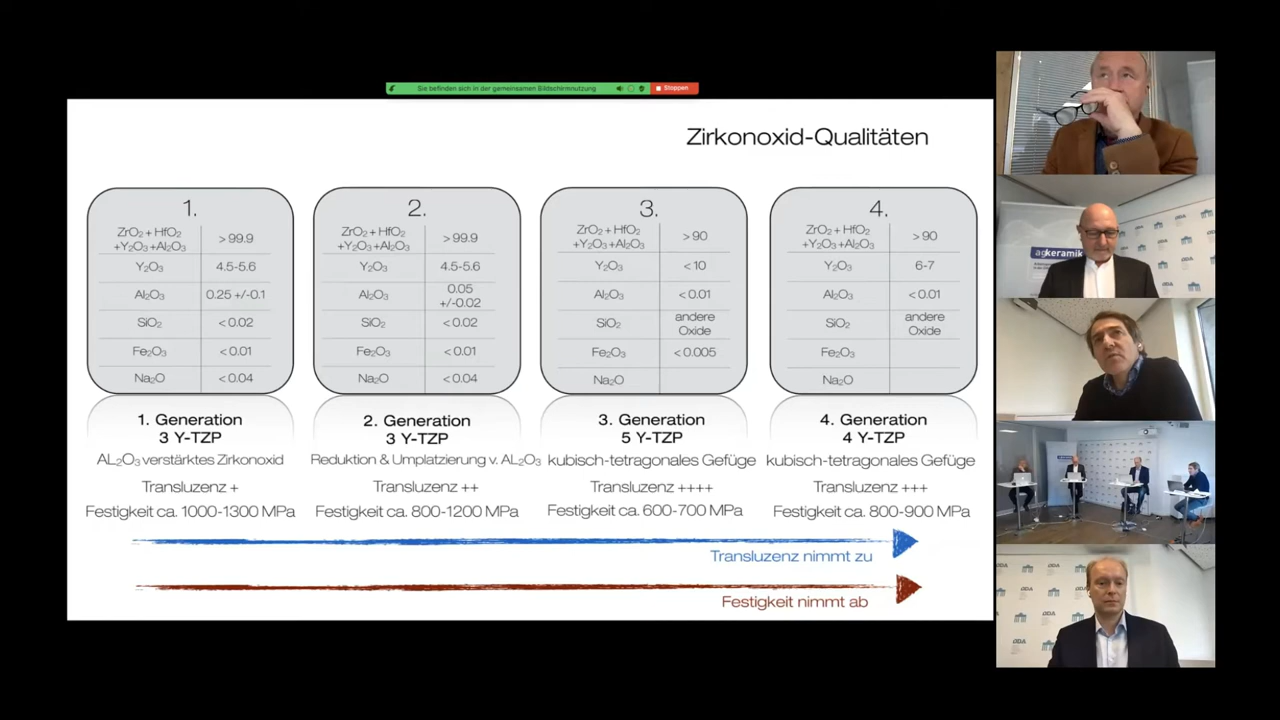 Sie befinden sich in der gemeinsamen Bildschirmnutzung
Stoppen
Zirkonoxid-Qualitäten
1.
ZrO₂ + HfO₂
+Y₂O₃+Al₂O₃
> 99.9
Y₂O₃ 4.5-5.6
Al₂O₃ 0.25 +/-0.1
SiO₂ < 0.02
Fe₂O₃ < 0.01
Na₂O < 0.04
2.
ZrO₂ + HfO₂
+Y₂O₃+Al₂O₃
> 99.9
Y₂O₃ 4.5-5.6
Al₂O₃ 0.05
+/-0.02
SiO₂ < 0.02
Fe₂O₃ < 0.01
Na₂O < 0.04
3.
ZrO₂ + HfO₂
+Y₂O₃+Al₂O₃
> 90
Y₂O₃ < 10
Al₂O₃ < 0.01
SiO₂ andere
Oxide
Fe₂O₃ < 0.005
Na₂O
4.
ZrO₂ + HfO₂
+Y₂O₃+Al₂O₃
> 90
Y₂O₃ 6-7
Al₂O₃ < 0.01
SiO₂ andere
Oxide
Fe₂O₃
Na₂O
1. Generation
3 Y-TZP
AL₂O₃ verstärktes Zirkonoxid
Transluzenz +
Festigkeit ca. 1000-1300 MPa
2. Generation
3 Y-TZP
Reduktion & Umplatzierung v. AL₂O₃
Transluzenz ++
Festigkeit ca. 800-1200 MPa
3. Generation
5 Y-TZP
kubisch-tetragonales Gefüge
Transluzenz ++++
Festigkeit ca. 600-700 MPa
4. Generation
4 Y-TZP
kubisch-tetragonales Gefüge
Transluzenz +++
Festigkeit ca. 800-900 MPa
Transluzenz nimmt zu
Festigkeit nimmt ab
agkeramik